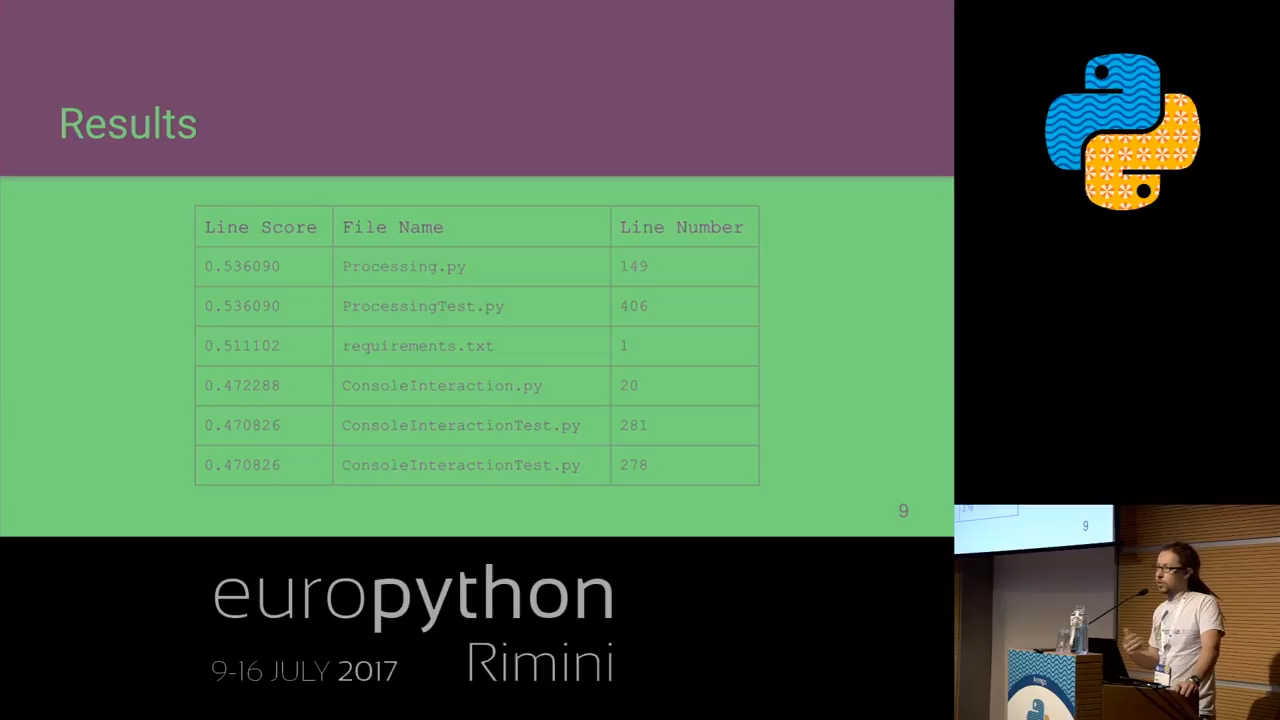 Results
Line Score File Name Line Number
0.536090 Processing.py 149
0.536090 ProcessingTest.py 406
0.511102 requirements.txt 1
0.472288 ConsoleInteraction.py 20
0.470826 ConsoleInteractionTest.py 281
0.470826 ConsoleInteractionTest.py 278
9
europython
Rimini
9-16 JULY 2017
9